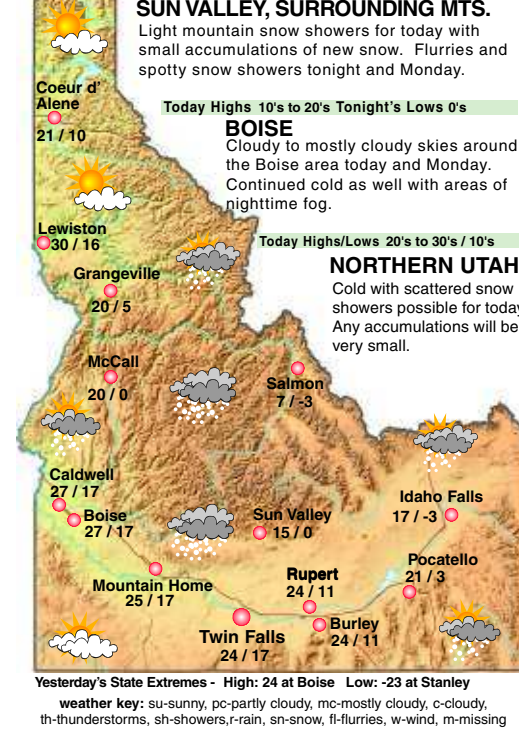 SUN VALLEY, SURROUNDING MTS.
Light mountain snow showers for today with
small accumulations of new snow. Flurries and
spotty snow showers tonight and Monday.
Today Highs 10's to 20's Tonight's Lows 0's
BOISE
Cloudy to mostly cloudy skies around
the Boise area today and Monday.
Continued cold as well with areas of
nighttime fog.
Today Highs/Lows 20's to 30's / 10's
NORTHERN UTAH
Cold with scattered snow
showers possible for today
Any accumulations will be
very small.
Coeur d'
Alene
21 / 10
Lewiston
30 / 16
Grangeville
20 / 5
McCall
20 / 0
Salmon
7 / -3
Caldwell
27 / 17
Boise
27 / 17
Sun Valley
15 / 0
Idaho Falls
17 / -3
Mountain Home
25 / 17
Rupert
24 / 11
Pocatello
21 / 3
Twin Falls
24 / 17
Burley
24 / 11
Yesterday's State Extremes - High: 24 at Boise Low: -23 at Stanley
weather key: su-sunny, pc-partly cloudy, mc-mostly cloudy, c-cloudy,
th-thunderstorms, sh-showers,r-rain, sn-snow, fl-flurries, w-wind, m-missing